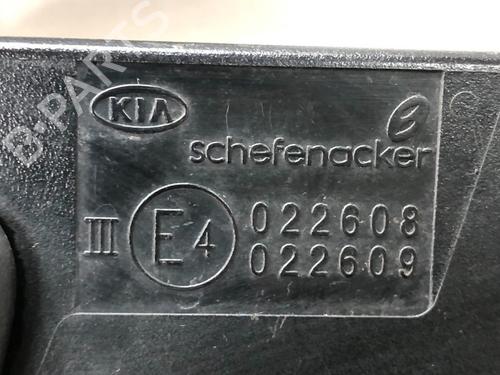 KIA
schefenacker
III E4 022608
022609
B-PARTS